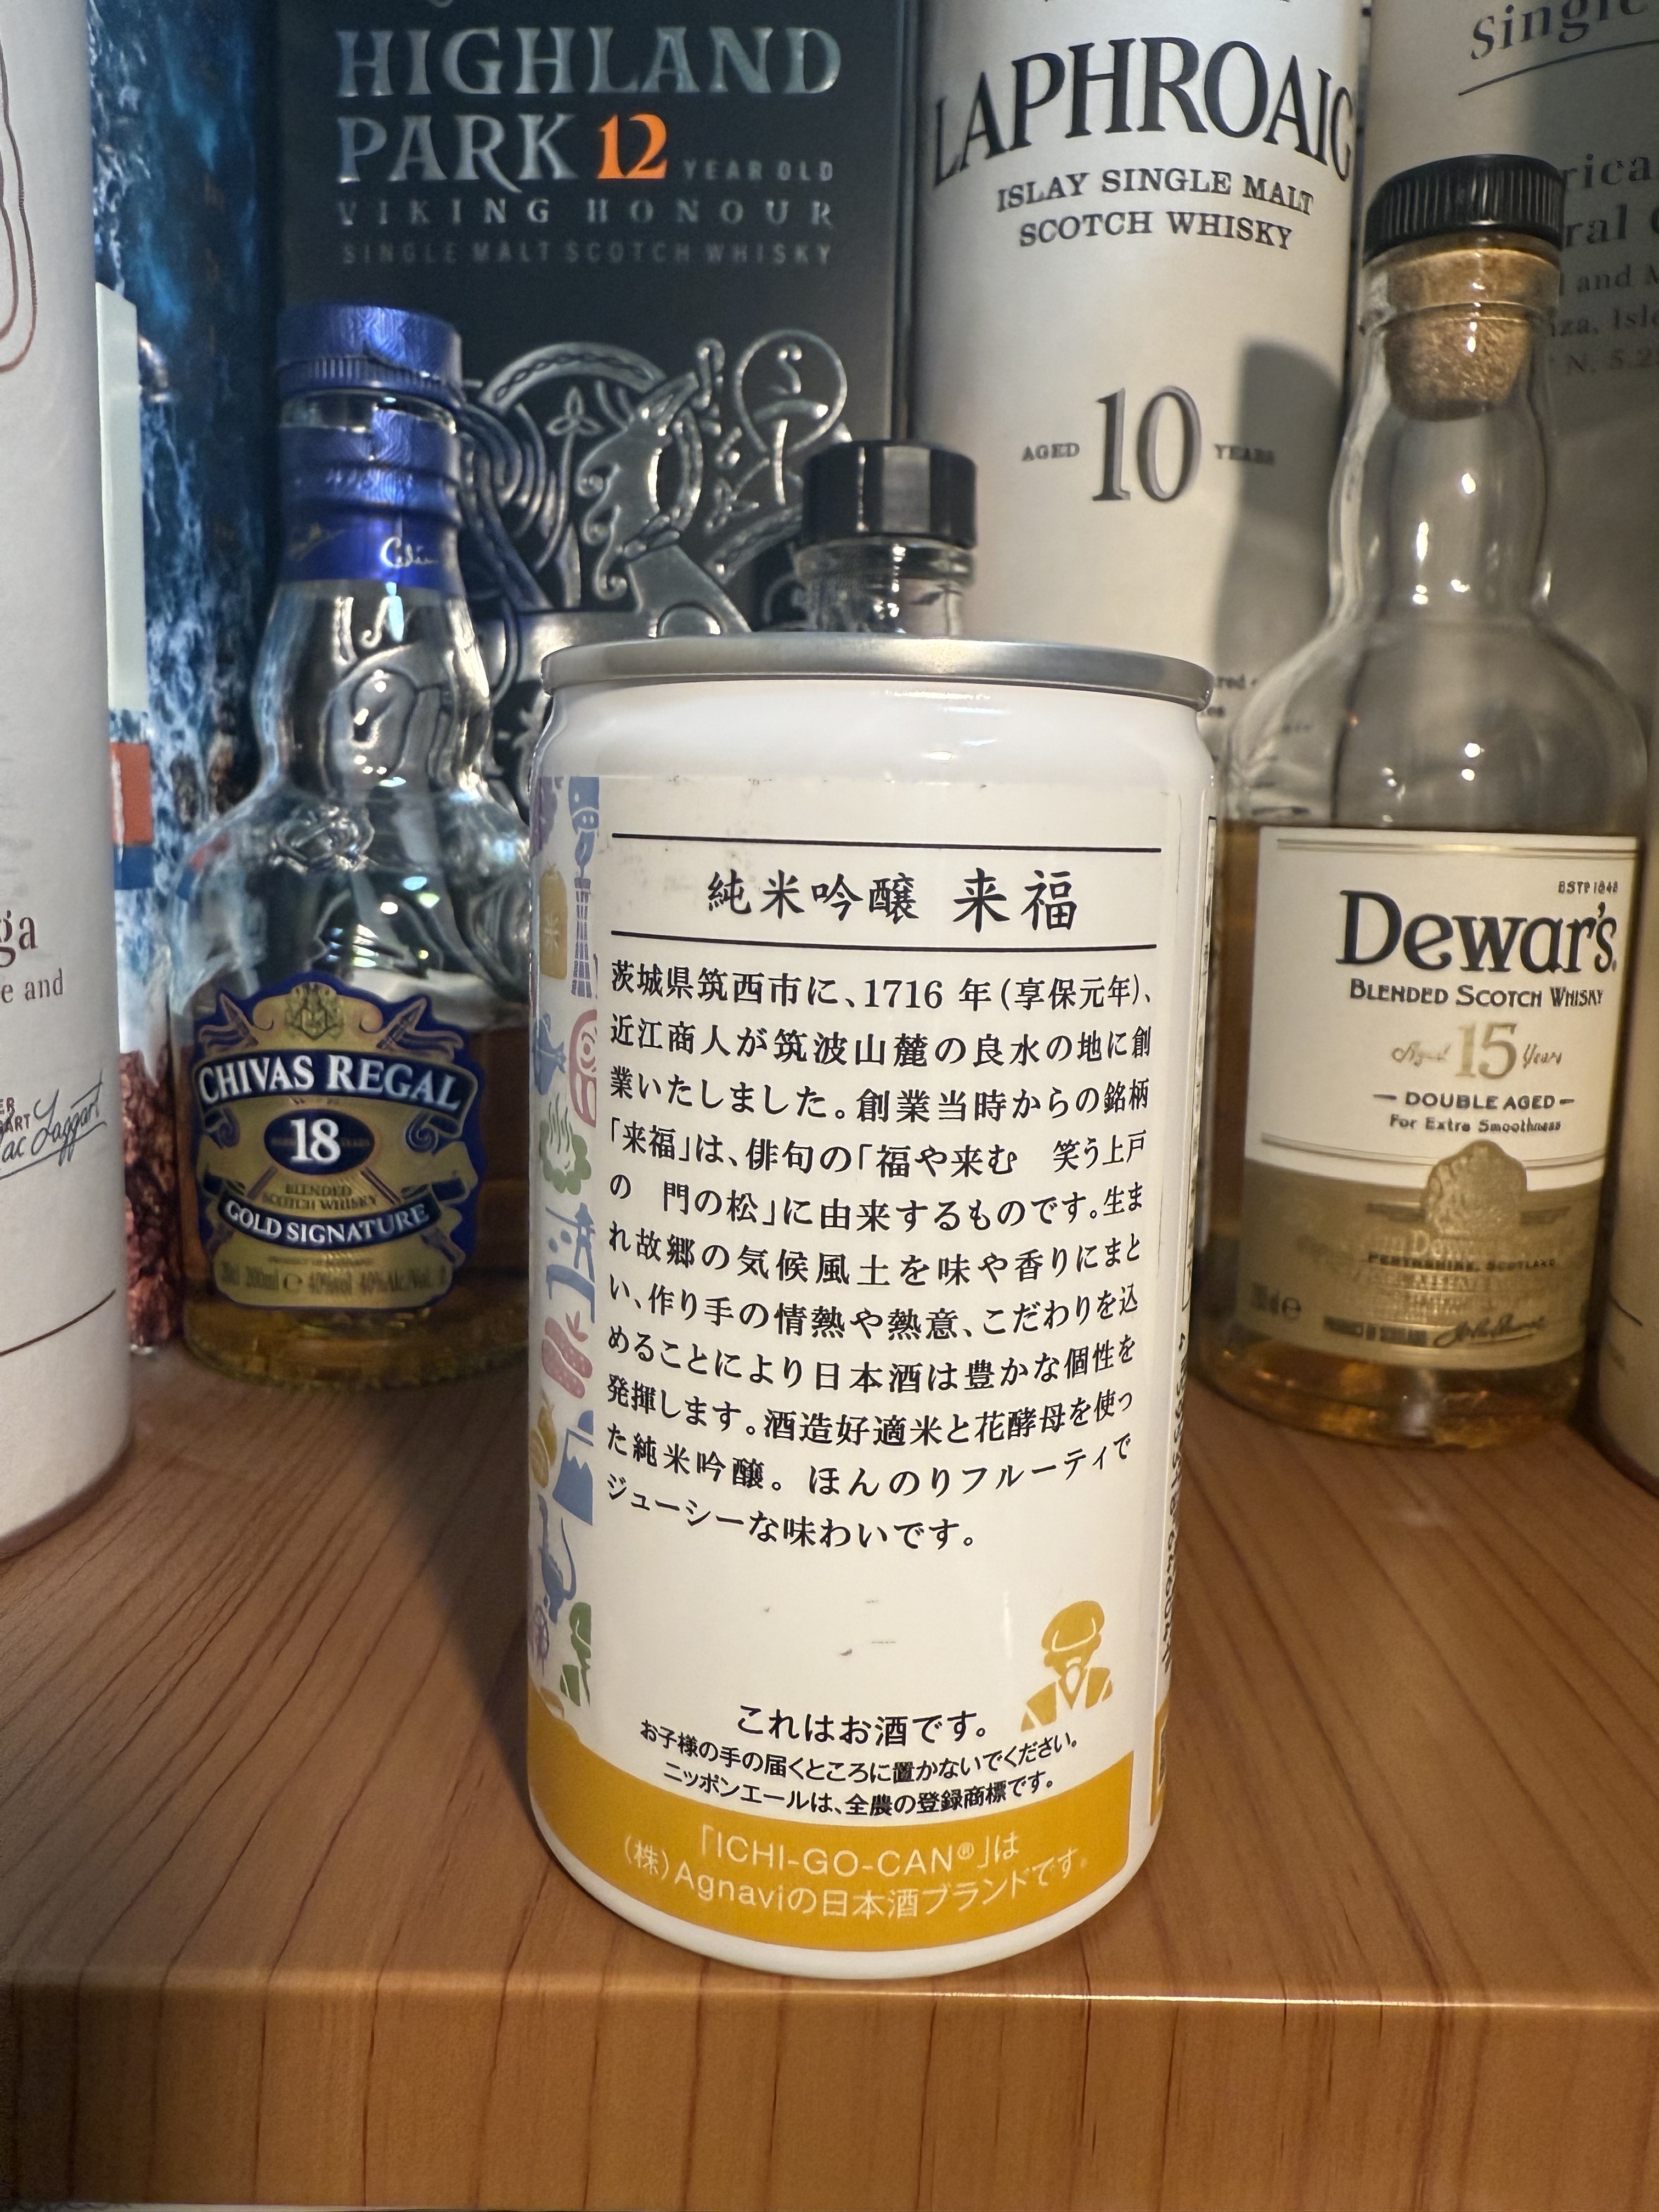 HIGHLAND
PARK 12 YEAR OLD
VIKING HONOUR
SINGLE MALT SCOTCH WHISKY
LAPHROAIG
ISLAY SINGLE MALT
SCOTCH WHISKY
AGED 10 YEARS
Single
CHIVAS REGAL
18
BLENDED
SCOTCH WHISKY
GOLD SIGNATURE
ESTD 1846
Dewar's
BLENDED SCOTCH WHISKY
Aged 15 Years
DOUBLE AGED
For Extra Smoothness
PERTHSHIRE, SCOTLAND
純米吟醸 来福
茨城県筑西市に、1716 年(享保元年)、
近江商人が筑波山麓の良水の地に創
業いたしました。創業当時からの銘柄
「来福」は、俳句の「福や来む 笑う上戸
の 門の松」に由来するものです。生ま
れ故郷の気候風土を味や香りにまと
い、作り手の情熱や熱意、こだわりを込
めることにより日本酒は豊かな個性を
発揮します。酒造好適米と花酵母を使っ
た純米吟醸。ほんのりフルーティで
ジューシーな味わいです。
これはお酒です。
お子様の手の届くところに置かないでください。
ニッポンエールは、全農の登録商標です。
「ICHI-GO-CAN®」は
(株)Agnaviの日本酒ブランドです。